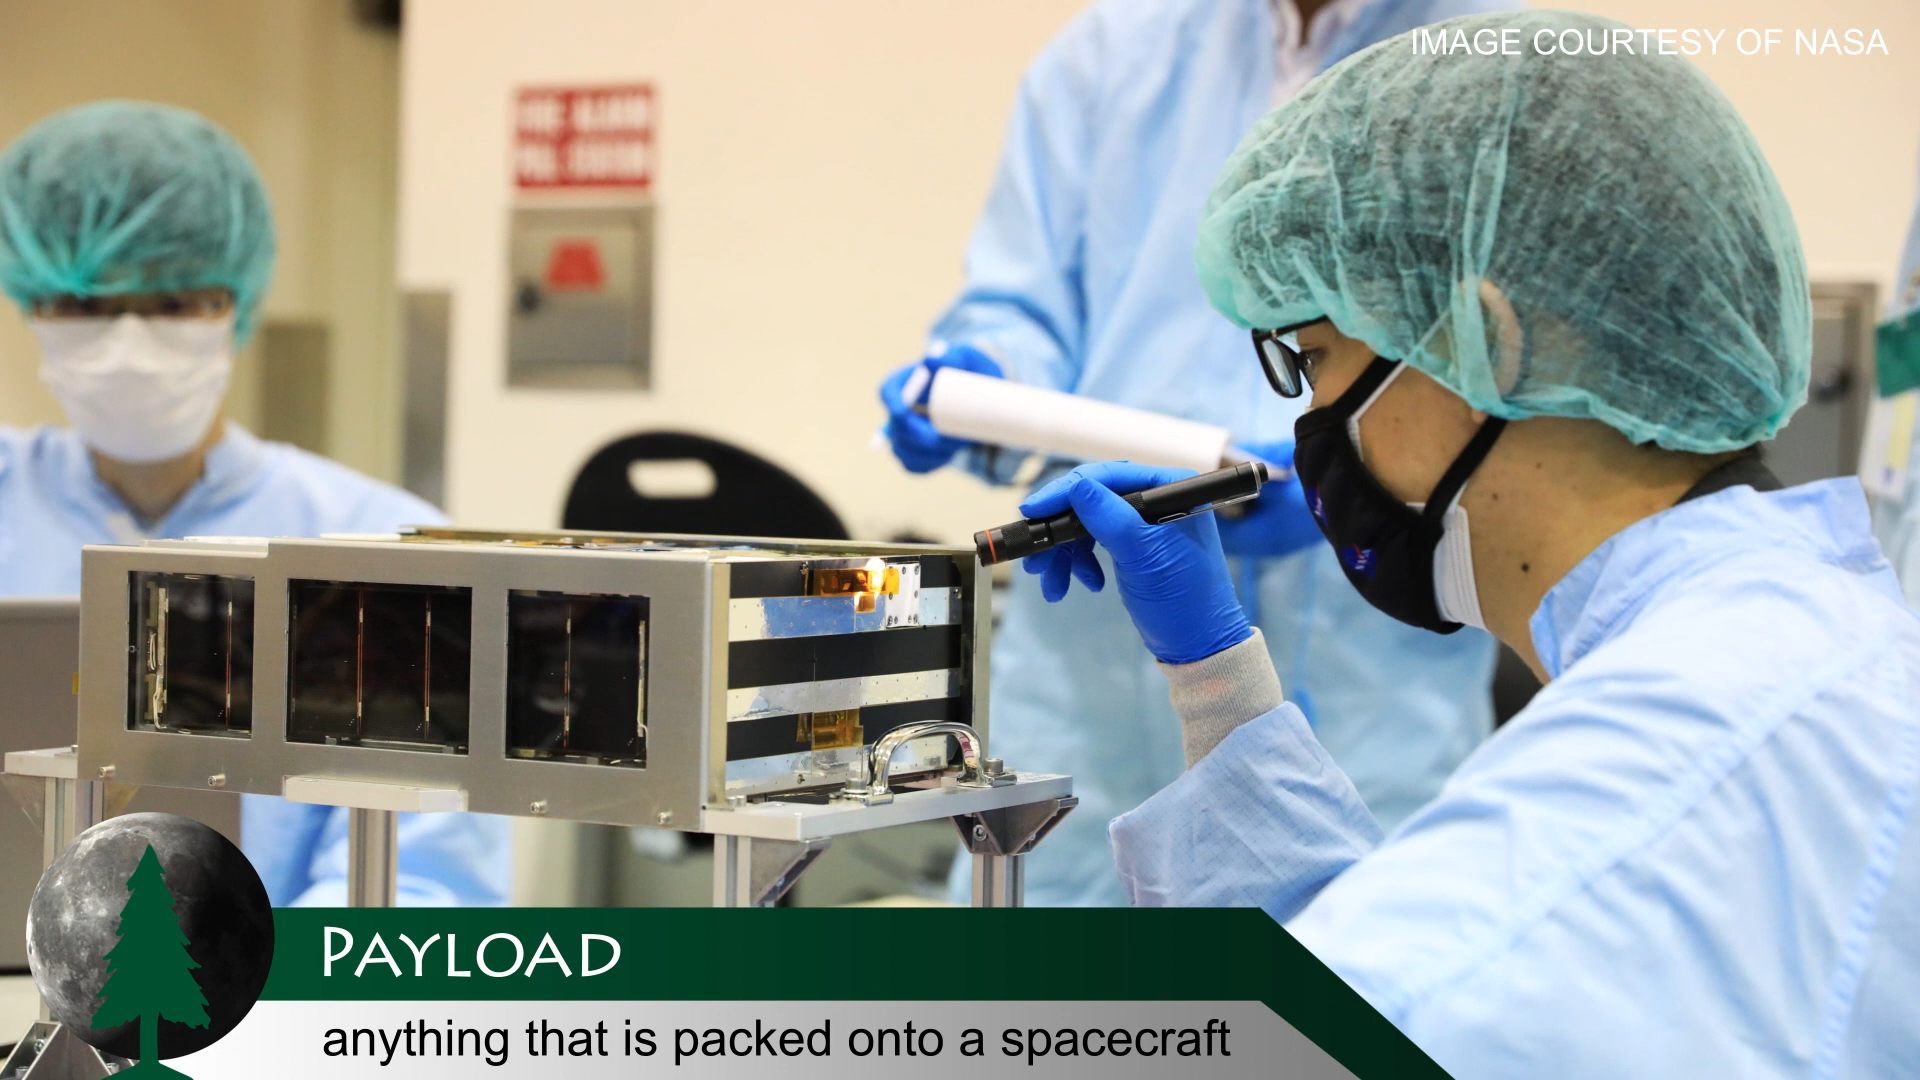 IMAGE COURTESY OF NASA
PAYLOAD
anything that is packed onto a spacecraft